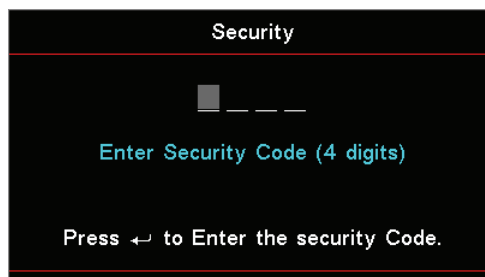 Security
_ _ _ _
Enter Security Code (4 digits)
Press ↵ to Enter the security Code.